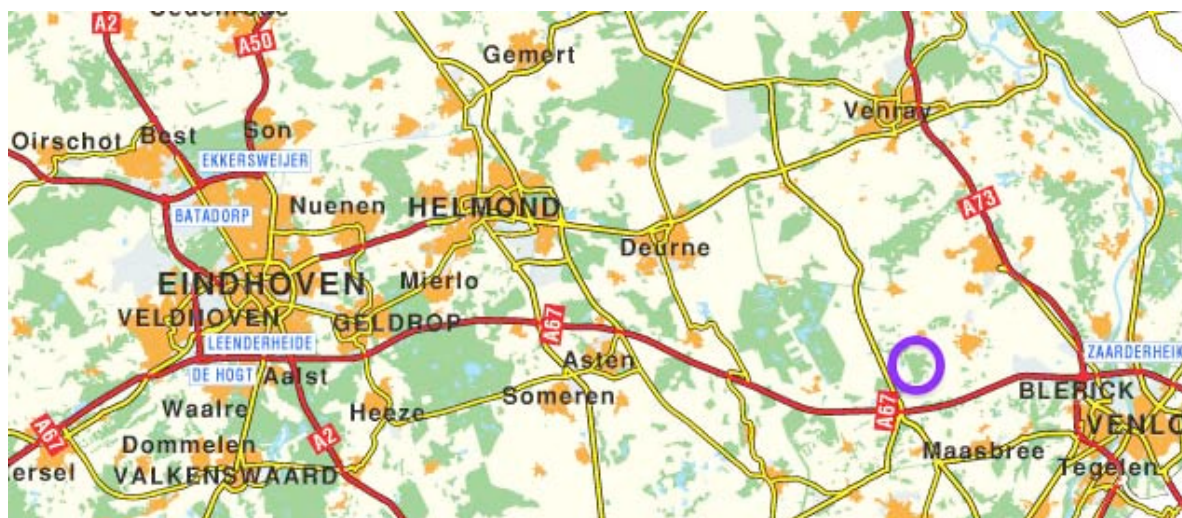 A2
A50
Gemert
Venray
Oirschot
Best
Son
EKKERSWEIJER
BATADORP
Nuenen
HELMOND
A73
Deurne
EINDHOVEN
Mierlo
VELDHOVEN
GELDROP
A67
LEENDERHEIDE
DE HOGT
Aalst
Asten
ZAARDERHEIK
BLERICK
Waalre
Heeze
Someren
A67
A67
A2
Dommelen
Maasbree
VENLO
ersel
VALKENSWAARD
Tegelen